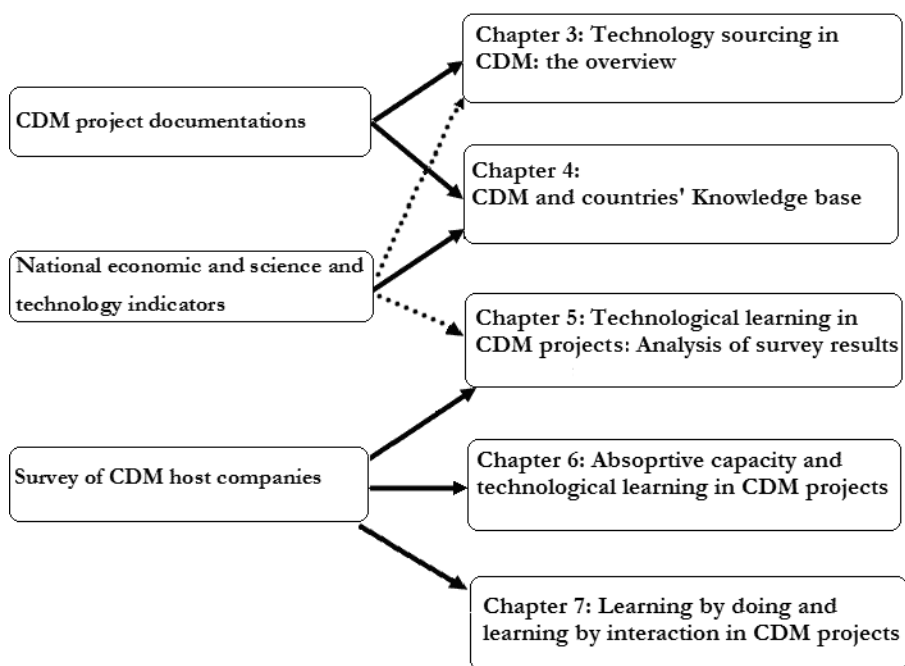 CDM project documentations
National economic and science and
technology indicators
Survey of CDM host companies
Chapter 3: Technology sourcing in
CDM: the overview
Chapter 4:
CDM and countries' Knowledge base
Chapter 5: Technological learning in
CDM projects: Analysis of survey results
Chapter 6: Absoprtive capacity and
technological learning in CDM projects
Chapter 7: Learning by doing and
learning by interaction in CDM projects